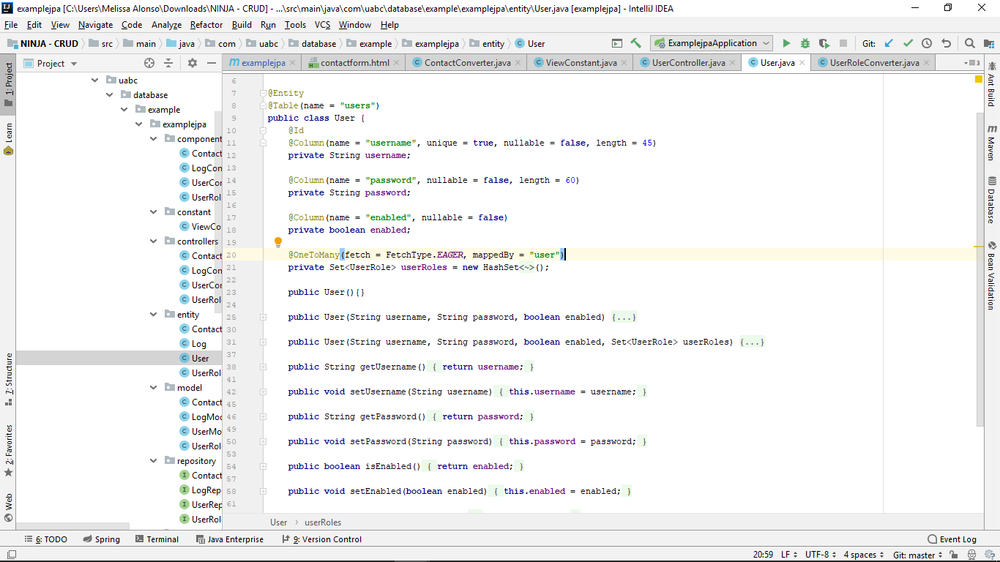 examplejpa [C:\Users\Melissa Alonso\Downloads\NINJA - CRUD] - ...\src\main\java\com\uabc\database\example\examplejpa\entity\User.java [examplejpa] - IntelliJ IDEA
File Edit View Navigate Code Analyze Refactor Build Run Tools VCS Window Help
NINJA - CRUD src main java com uabc database example examplejpa entity User ExamplejpaApplication Git:
Project examplejpa contactform.html ContactConverter.java ViewConstant.java UserController.java User.java UserRoleConverter.java 3
1: Project
Learn
7: Structure
2: Favorites
Web
uabc
database
example
examplejpa
component
Contact
LogCon
UserCor
UserRol
constant
ViewCo
controllers
Contact
LogCon
UserCor
UserRol
entity
Contact
Log
User
UserRol
model
Contact
LogMod
UserMo
UserRol
repository
Contact
LogRep
UserRep
UserRol
6
7 @Entity
8 @Table(name = "users")
9 public class User {
10 @Id
11 @Column(name = "username", unique = true, nullable = false, length = 45)
12 private String username;
13
14 @Column(name = "password", nullable = false, length = 60)
15 private String password;
16
17 @Column(name = "enabled", nullable = false)
18 private boolean enabled;
19
20 @OneToMany(fetch = FetchType.EAGER, mappedBy = "user")
21 private Set<UserRole> userRoles = new HashSet<~>();
22
23 public User(){}
24
25 public User(String username, String password, boolean enabled) {...}
30
31 public User(String username, String password, boolean enabled, Set<UserRole> userRoles) {...}
37
38 public String getUsername() { return username; }
41
42 public void setUsername(String username) { this.username = username; }
45
46 public String getPassword() { return password; }
49
50 public void setPassword(String password) { this.password = password; }
53
54 public boolean isEnabled() { return enabled; }
57
58 public void setEnabled(boolean enabled) { this.enabled = enabled; }
61
User userRoles
Ant Build
Maven
Database
Bean Validation
6: TODO Spring Terminal Java Enterprise 9: Version Control Event Log
20:59 LF UTF-8 4 spaces Git: master